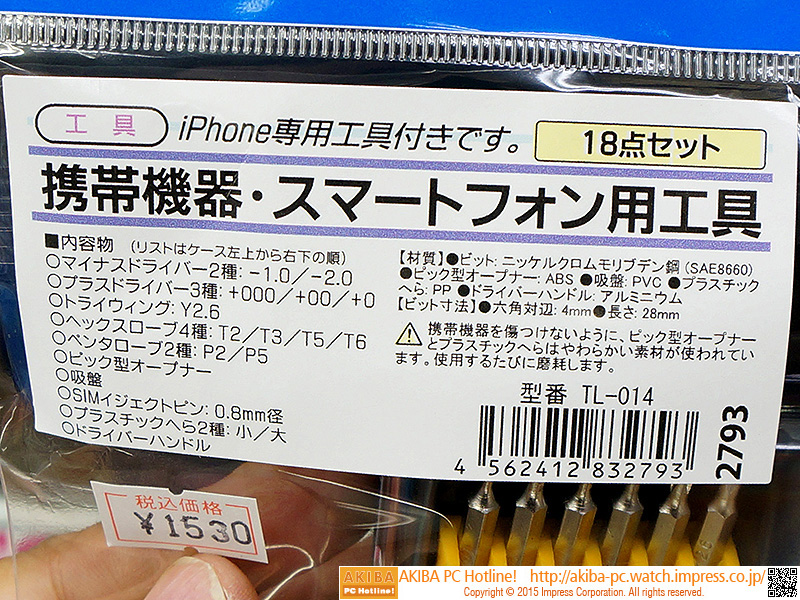 工具
iPhone専用工具付きです。
18点セット
携帯機器・スマートフォン用工具
■内容物 (リストはケース左上から右下の順)
○マイナスドライバー2種: -1.0/-2.0
○プラスドライバー3種: +000/+00/+0
○トライウィング: Y2.6
○ヘックスローブ4種: T2/T3/T5/T6
○ペンタローブ2種: P2/P5
○ピック型オープナー
○吸盤
○SIMイジェクトピン: 0.8mm径
○プラスチックへら2種: 小/大
○ドライバーハンドル
【材質】●ビット: ニッケルクロムモリブデン鋼 (SAE8660)
●ピック型オープナー: ABS ●吸盤: PVC ●プラスチック
へら: PP ●ドライバーハンドル: アルミニウム
【ビット寸法】●六角対辺: 4mm●長さ: 28mm
携帯機器を傷つけないように、ピック型オープナー
とプラスチックへらはやわらかい素材が使われてい
ます。使用するたびに磨耗します。
型番 TL-014
4 562412 832793
2793
税込価格
¥1530
AKIBA
PC Hotline!
AKIBA PC Hotline! http://akiba-pc.watch.impress.co.jp/
Copyright © 2015 Impress Corporation. All rights reserved.